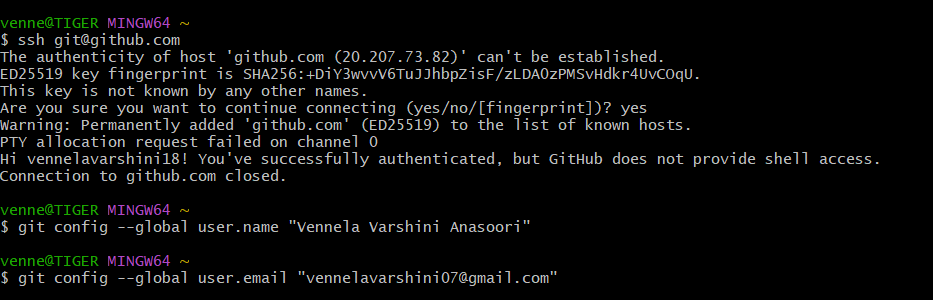 venne@TIGER MINGW64 ~
$ ssh git@github.com
The authenticity of host 'github.com (20.207.73.82)' can't be established.
ED25519 key fingerprint is SHA256:+DiY3wvvV6TuJJhbpZisF/zLDA0zPMSvHdkr4UvCOqU.
This key is not known by any other names.
Are you sure you want to continue connecting (yes/no/[fingerprint])? yes
Warning: Permanently added 'github.com' (ED25519) to the list of known hosts.
PTY allocation request failed on channel 0
Hi vennelavarshini18! You've successfully authenticated, but GitHub does not provide shell access.
Connection to github.com closed.
venne@TIGER MINGW64 ~
$ git config --global user.name "Vennela Varshini Anasoori"
venne@TIGER MINGW64 ~
$ git config --global user.email "vennelavarshini07@gmail.com"